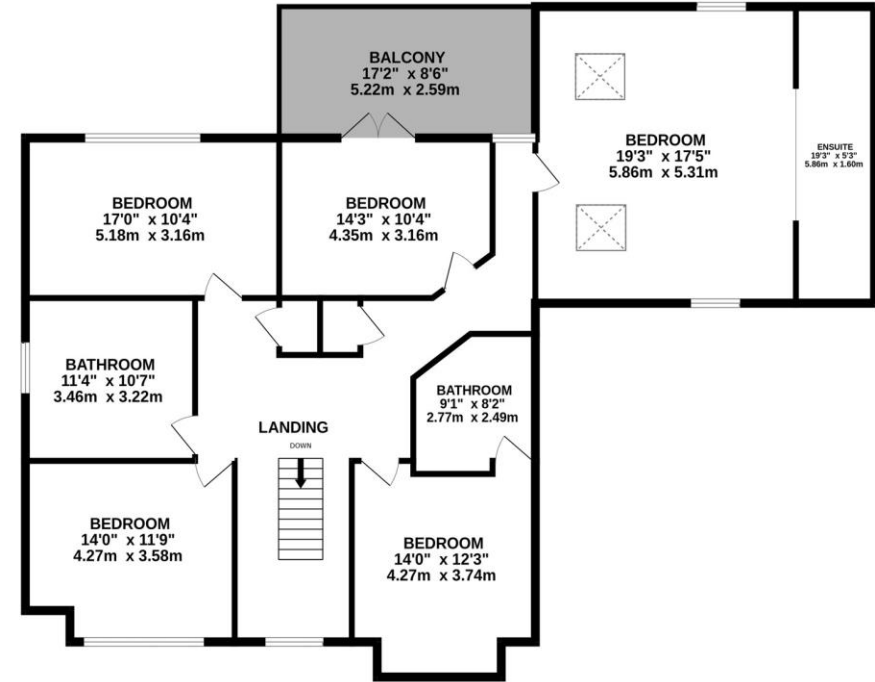 BALCONY
17'2" x 8'6"
5.22m x 2.59m
BEDROOM
19'3" x 17'5"
5.86m x 5.31m
ENSUITE
19'3" x 5'3"
5.86m x 1.60m
BEDROOM
17'0" x 10'4"
5.18m x 3.16m
BEDROOM
14'3" x 10'4"
4.35m x 3.16m
BATHROOM
11'4" x 10'7"
3.46m x 3.22m
BATHROOM
9'1" x 8'2"
2.77m x 2.49m
LANDING
DOWN
BEDROOM
14'0" x 11'9"
4.27m x 3.58m
BEDROOM
14'0" x 12'3"
4.27m x 3.74m